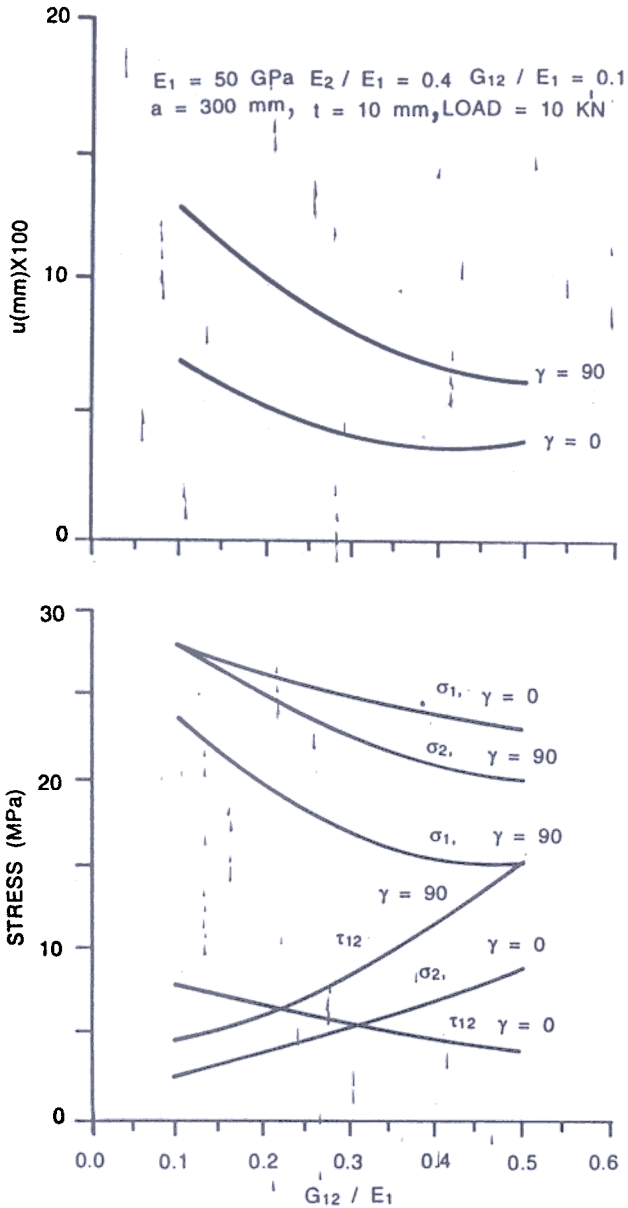 20
E₁ = 50 GPa E₂ / E₁ = 0.4 G₁₂ / E₁ = 0.1
a = 300 mm, t = 10 mm, LOAD = 10 KN
u(mm)X100
10
γ = 90
γ = 0
0
30
σ₁, γ = 0
σ₂, γ = 90
20
STRESS (MPa)
σ₁, γ = 90
γ = 90
τ₁₂
γ = 0
10
σ₂,
τ₁₂ γ = 0
0
0.0 0.1 0.2 0.3 0.4 0.5 0.6
G₁₂ / E₁